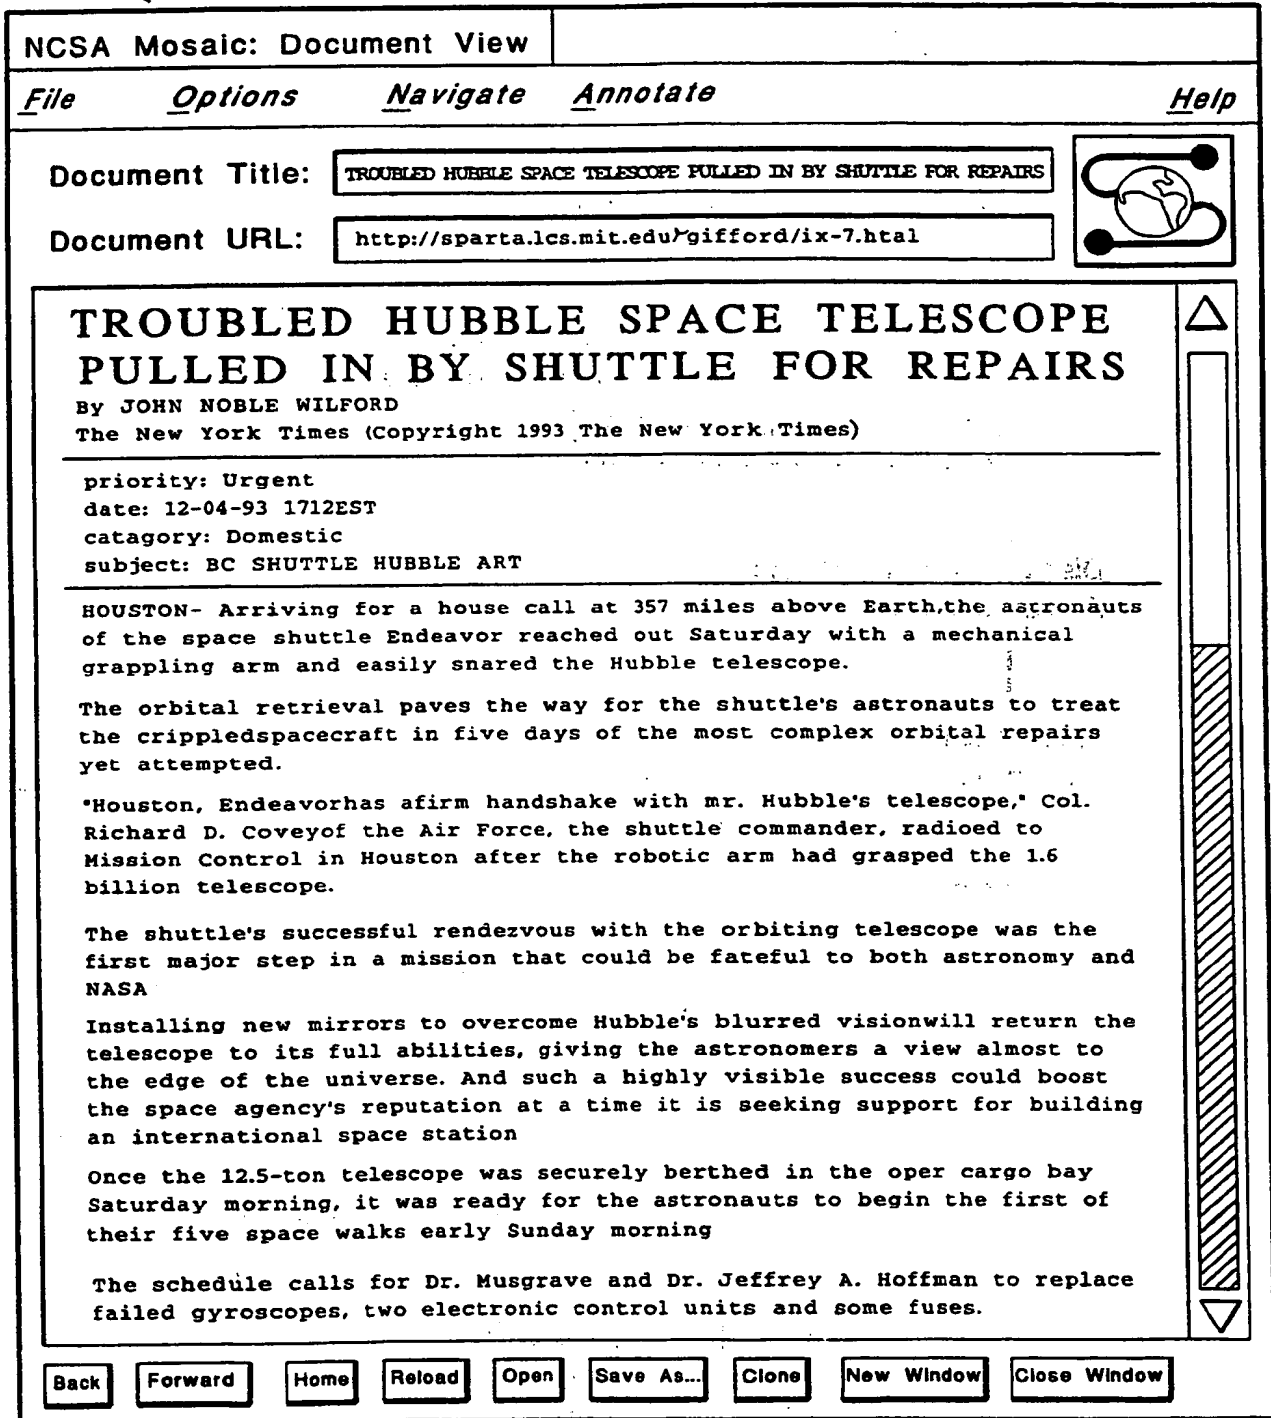 NCSA Mosaic: Document View
File Options Navigate Annotate Help
Document Title: TROUBLED HUBBLE SPACE TELESCOPE PULLED IN BY SHUTTLE FOR REPAIRS
Document URL: http://sparta.lcs.mit.edu/gifford/ix-7.htal
TROUBLED HUBBLE SPACE TELESCOPE
PULLED IN BY SHUTTLE FOR REPAIRS
By JOHN NOBLE WILFORD
The New York Times (Copyright 1993 The New York Times)
priority: Urgent
date: 12-04-93 1712EST
catagory: Domestic
subject: BC SHUTTLE HUBBLE ART
HOUSTON- Arriving for a house call at 357 miles above Earth,the astronauts
of the space shuttle Endeavor reached out Saturday with a mechanical
grappling arm and easily snared the Hubble telescope.
The orbital retrieval paves the way for the shuttle's astronauts to treat
the crippledspacecraft in five days of the most complex orbital repairs
yet attempted.
"Houston, Endeavorhas afirm handshake with mr. Hubble's telescope," Col.
Richard D. Coveyof the Air Force, the shuttle commander, radioed to
Mission Control in Houston after the robotic arm had grasped the 1.6
billion telescope.
The shuttle's successful rendezvous with the orbiting telescope was the
first major step in a mission that could be fateful to both astronomy and
NASA
Installing new mirrors to overcome Hubble's blurred visionwill return the
telescope to its full abilities, giving the astronomers a view almost to
the edge of the universe. And such a highly visible success could boost
the space agency's reputation at a time it is seeking support for building
an international space station
Once the 12.5-ton telescope was securely berthed in the oper cargo bay
Saturday morning, it was ready for the astronauts to begin the first of
their five space walks early Sunday morning
The schedule calls for Dr. Musgrave and Dr. Jeffrey A. Hoffman to replace
failed gyroscopes, two electronic control units and some fuses.
Back Forward Home Reload Open Save As... Clone New Window Close Window